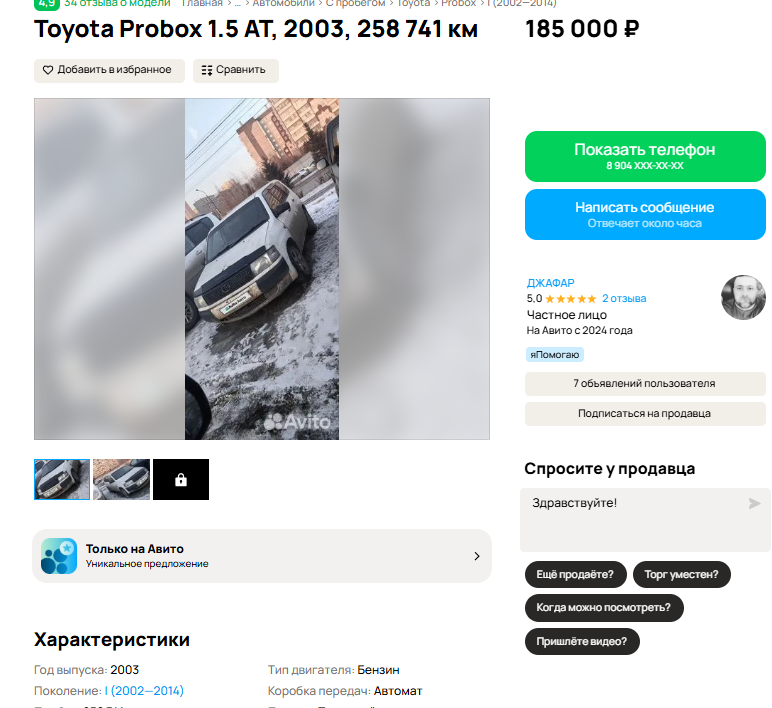 4,9 34 отзыва о модели Главная › ... › Автомобили › С пробегом › Toyota › Probox › I (2002—2014)
Toyota Probox 1.5 AT, 2003, 258 741 км
185 000 ₽
Добавить в избранное
Сравнить
Avito
Только на Авито
Уникальное предложение
Характеристики
Год выпуска: 2003
Поколение: I (2002—2014)
Тип двигателя: Бензин
Коробка передач: Автомат
Показать телефон
8 904 XXX-XX-XX
Написать сообщение
Отвечает около часа
ДЖАФАР
5,0 ★★★★★ 2 отзыва
Частное лицо
На Авито с 2024 года
яПомогаю
7 объявлений пользователя
Подписаться на продавца
Спросите у продавца
Здравствуйте!
Ещё продаёте?
Торг уместен?
Когда можно посмотреть?
Пришлёте видео?